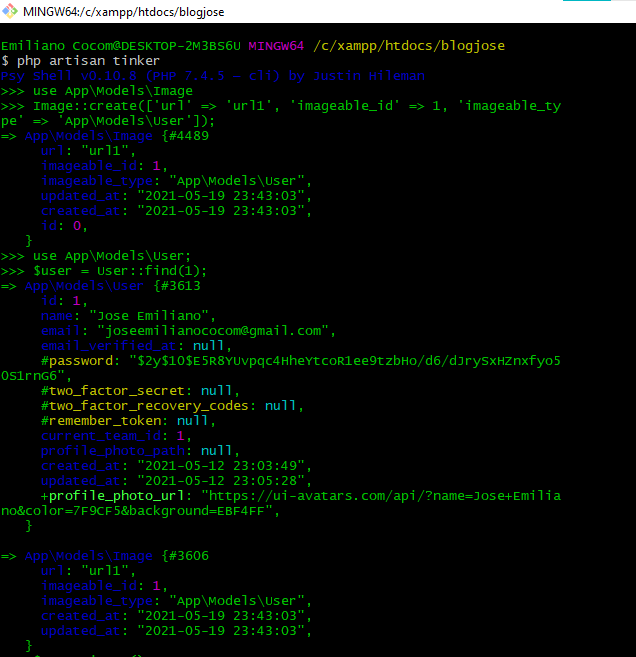 MINGW64:/c/xampp/htdocs/blogjose
Emiliano Cocom@DESKTOP-2M3BS6U MINGW64 /c/xampp/htdocs/blogjose
$ php artisan tinker
Psy Shell v0.10.8 (PHP 7.4.5 — cli) by Justin Hileman
>>> use App\Models\Image
>>> Image::create(['url' => 'url1', 'imageable_id' => 1, 'imageable_ty
pe' => 'App\Models\User']);
=> App\Models\Image {#4489
url: "url1",
imageable_id: 1,
imageable_type: "App\Models\User",
updated_at: "2021-05-19 23:43:03",
created_at: "2021-05-19 23:43:03",
id: 0,
}
>>> use App\Models\User;
>>> $user = User::find(1);
=> App\Models\User {#3613
id: 1,
name: "Jose Emiliano",
email: "joseemilianococom@gmail.com",
email_verified_at: null,
#password: "$2y$10$E5R8YUvpqc4HheYtcoR1ee9tzbHo/d6/dJrySxHZnxfyo5
OS1rnG6",
#two_factor_secret: null,
#two_factor_recovery_codes: null,
#remember_token: null,
current_team_id: 1,
profile_photo_path: null,
created_at: "2021-05-12 23:03:49",
updated_at: "2021-05-12 23:05:28",
+profile_photo_url: "https://ui-avatars.com/api/?name=Jose+Emilia
no&color=7F9CF5&background=EBF4FF",
}
=> App\Models\Image {#3606
url: "url1",
imageable_id: 1,
imageable_type: "App\Models\User",
created_at: "2021-05-19 23:43:03",
updated_at: "2021-05-19 23:43:03",
}